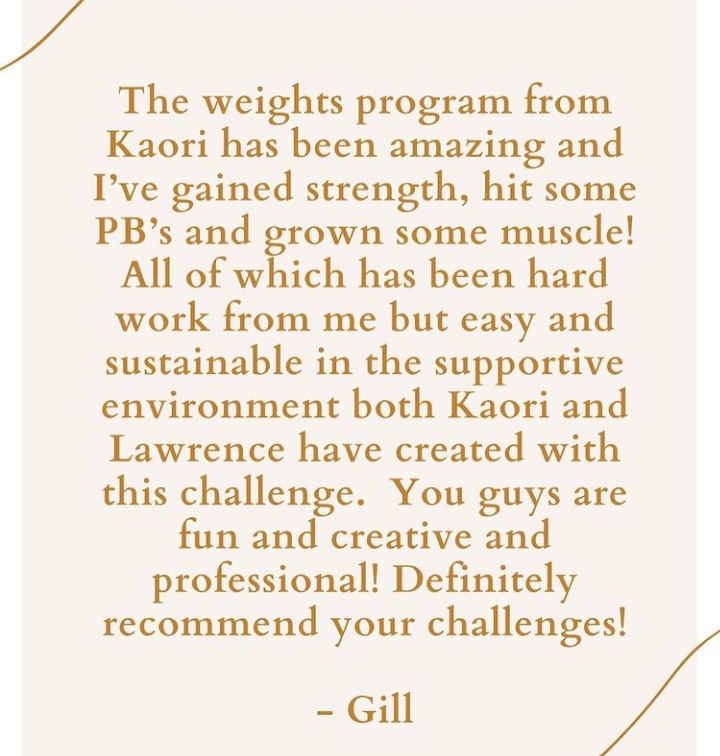 The weights program from
Kaori has been amazing and
I’ve gained strength, hit some
PB’s and grown some muscle!
All of which has been hard
work from me but easy and
sustainable in the supportive
environment both Kaori and
Lawrence have created with
this challenge.  You guys are
fun and creative and
professional! Definitely
recommend your challenges!
- Gill